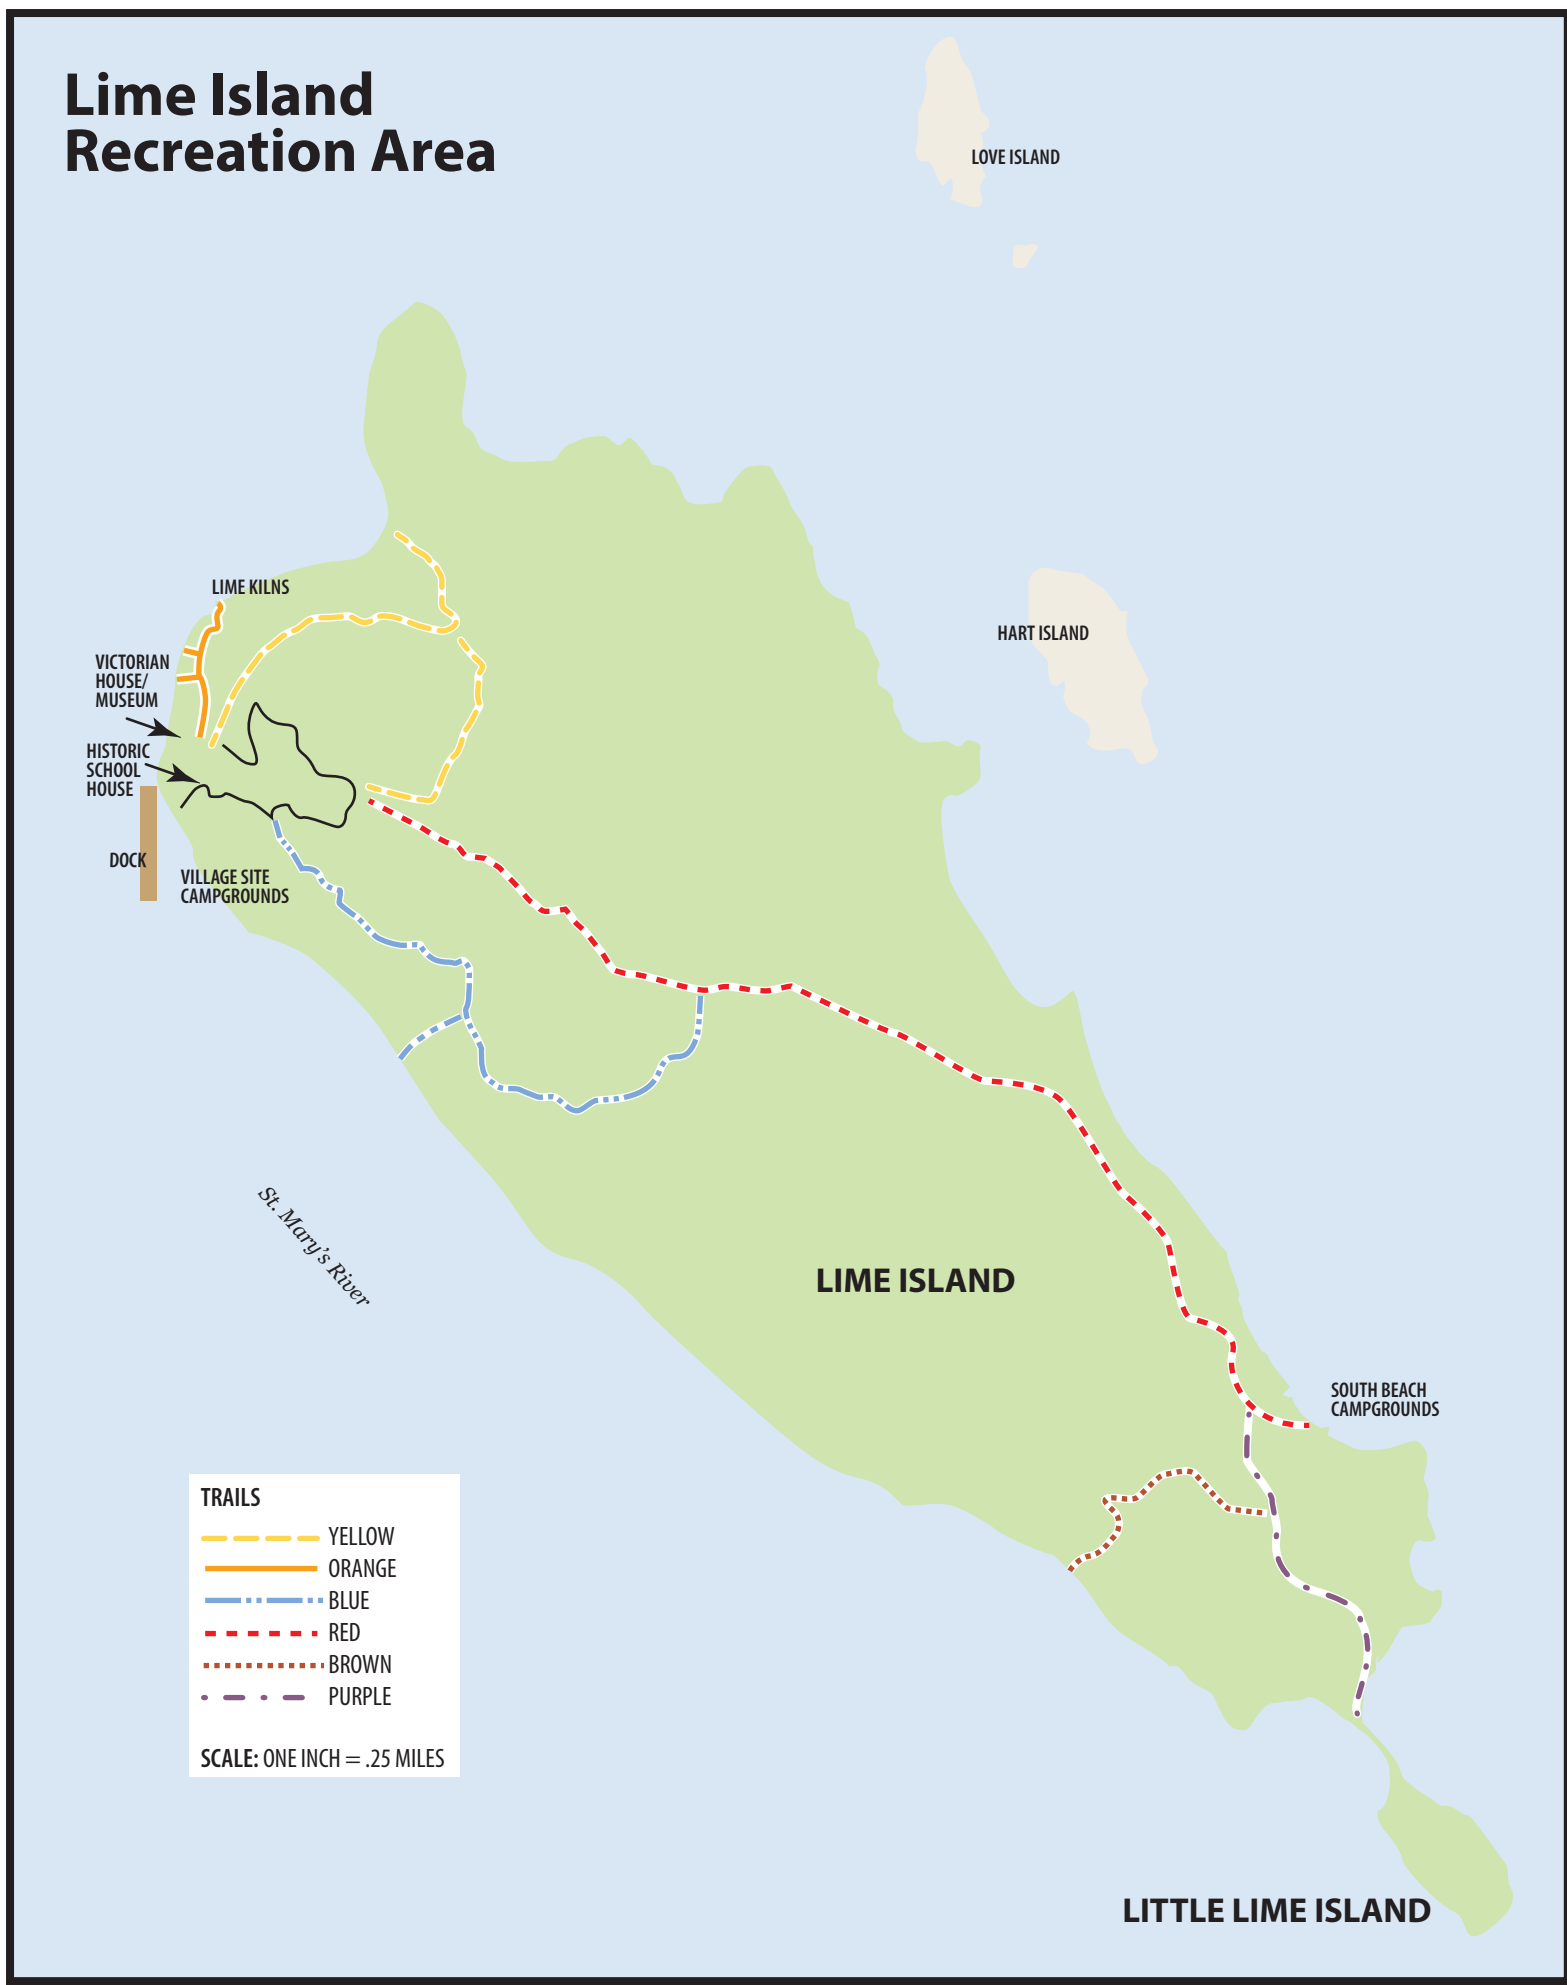 Lime Island
Recreation Area
LOVE ISLAND
LIME KILNS
HART ISLAND
VICTORIAN
HOUSE/
MUSEUM
HISTORIC
SCHOOL
HOUSE
DOCK
VILLAGE SITE
CAMPGROUNDS
St. Mary's River
LIME ISLAND
SOUTH BEACH
CAMPGROUNDS
TRAILS
YELLOW
ORANGE
BLUE
RED
BROWN
PURPLE
SCALE: ONE INCH = .25 MILES
LITTLE LIME ISLAND